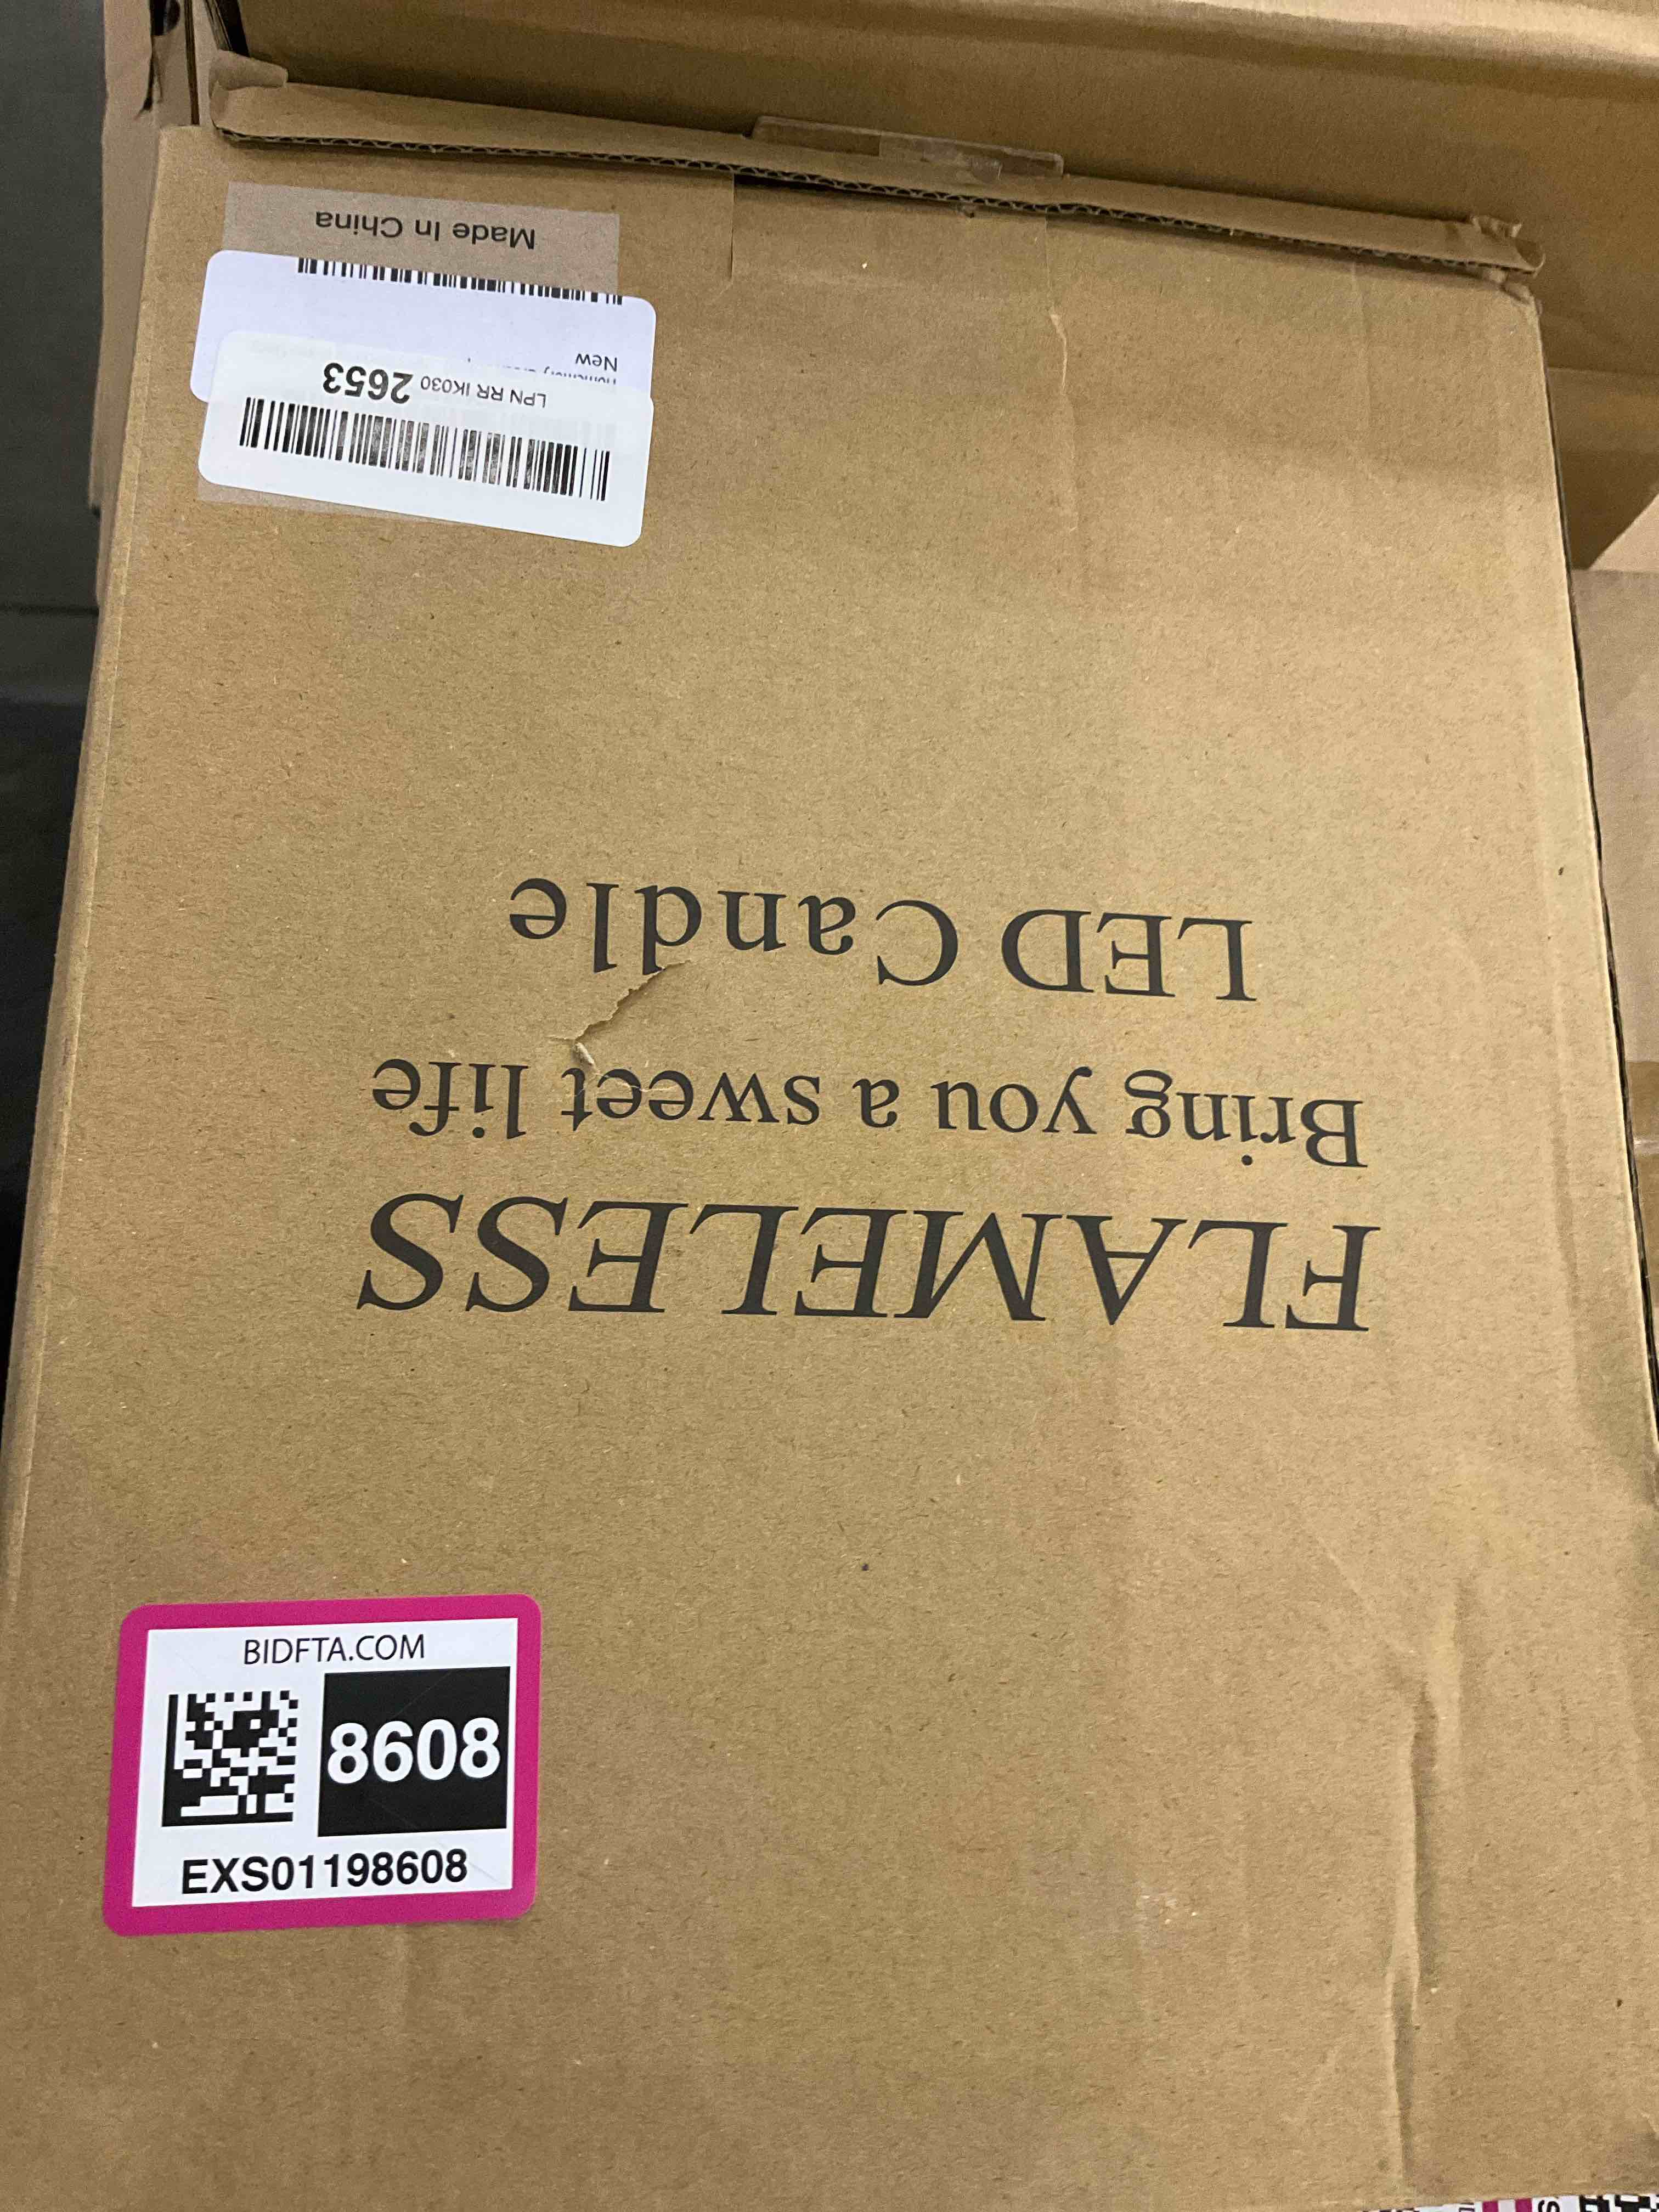 FLAMELESS
Bring you a sweet life
LED Candle
LPN RR IK030 2653
New
Made In China
BIDFTA.COM
8608
EXS01198608